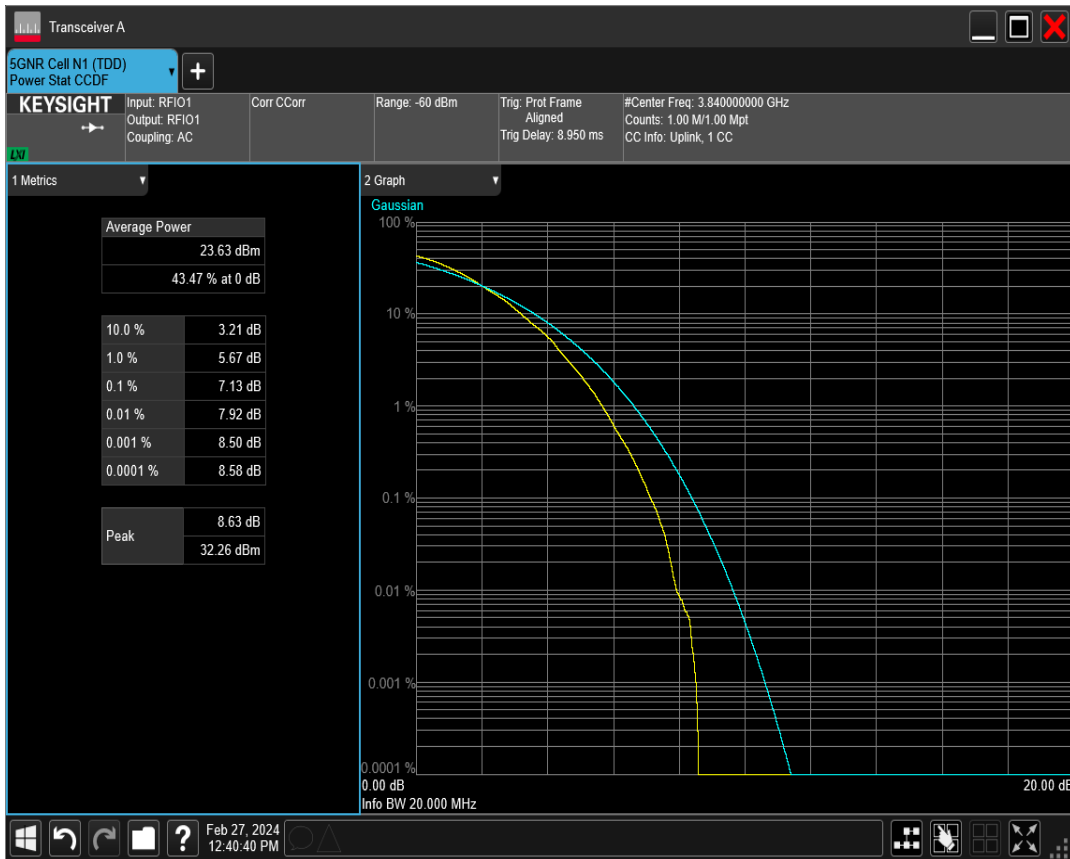 Transceiver A
5GNR Cell N1 (TDD)
Power Stat CCDF
+
KEYSIGHT
LXI
Input: RFIO1
Output: RFIO1
Coupling: AC
Corr CCorr
Range: -60 dBm
Trig: Prot Frame
Aligned
Trig Delay: 8.950 ms
#Center Freq: 3.840000000 GHz
Counts: 1.00 M/1.00 Mpt
CC Info: Uplink, 1 CC
1 Metrics
Average Power
23.63 dBm
43.47 % at 0 dB
10.0 % 3.21 dB
1.0 % 5.67 dB
0.1 % 7.13 dB
0.01 % 7.92 dB
0.001 % 8.50 dB
0.0001 % 8.58 dB
Peak 8.63 dB
32.26 dBm
2 Graph
Gaussian
100 %
10 %
1 %
0.1 %
0.01 %
0.001 %
0.0001 %
0.00 dB 20.00 dB
Info BW 20.000 MHz
?
Feb 27, 2024
12:40:40 PM